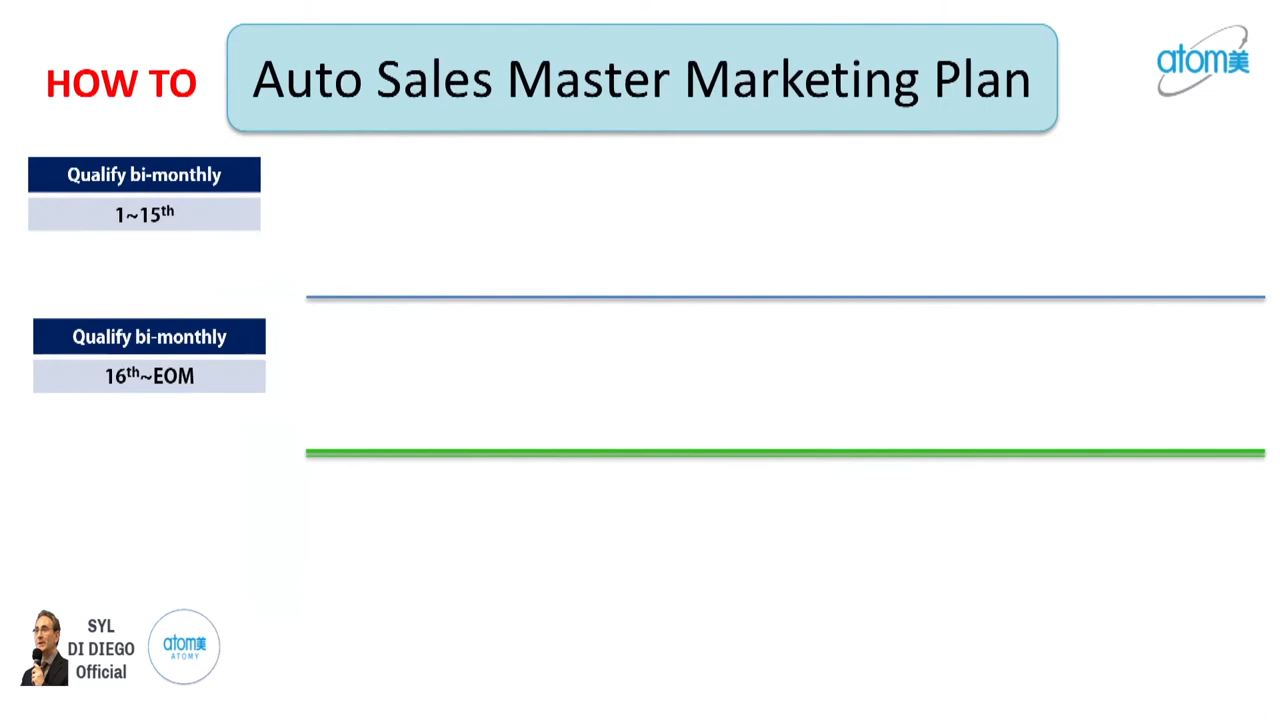 HOW TO
Auto Sales Master Marketing Plan
atom美
Qualify bi-monthly
1~15th
Qualify bi-monthly
16th~EOM
SYL
DI DIEGO
Official
atom美
ATOMY